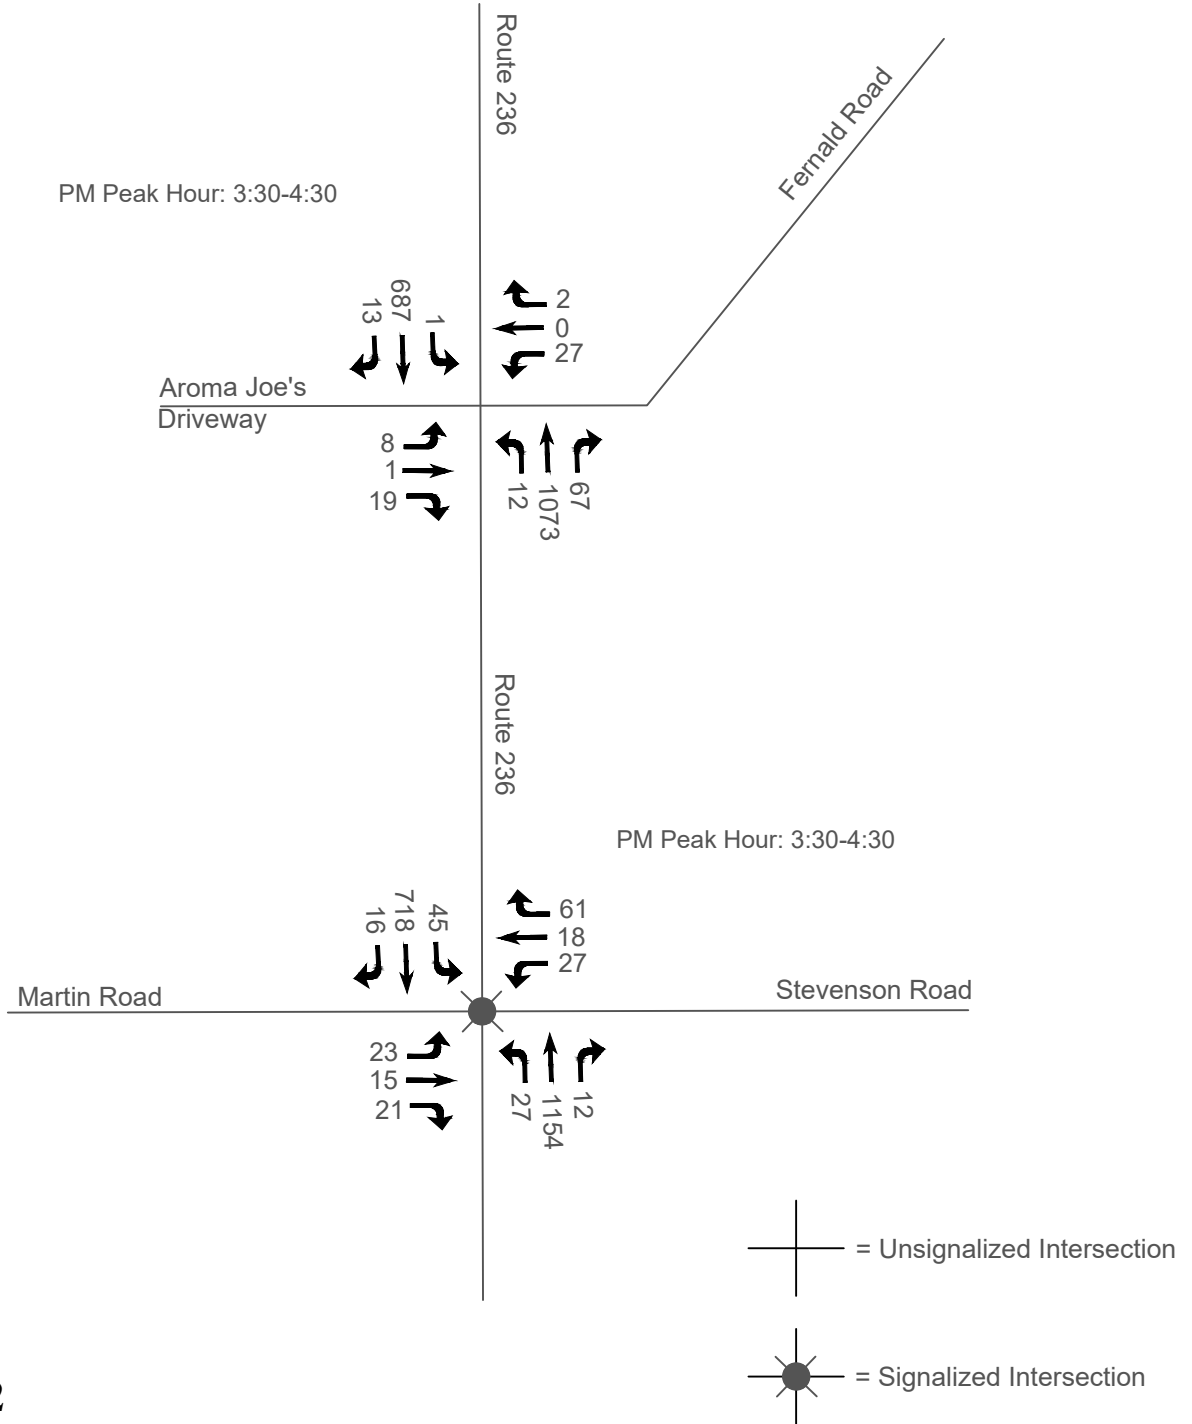 Route 236
Fernald Road
PM Peak Hour: 3:30-4:30
13
687
1
2
0
27
Aroma Joe's
Driveway
8
1
19
12
1073
67
Route 236
PM Peak Hour: 3:30-4:30
16
718
45
61
18
27
Martin Road
Stevenson Road
23
15
21
27
1154
12
= Unsignalized Intersection
= Signalized Intersection